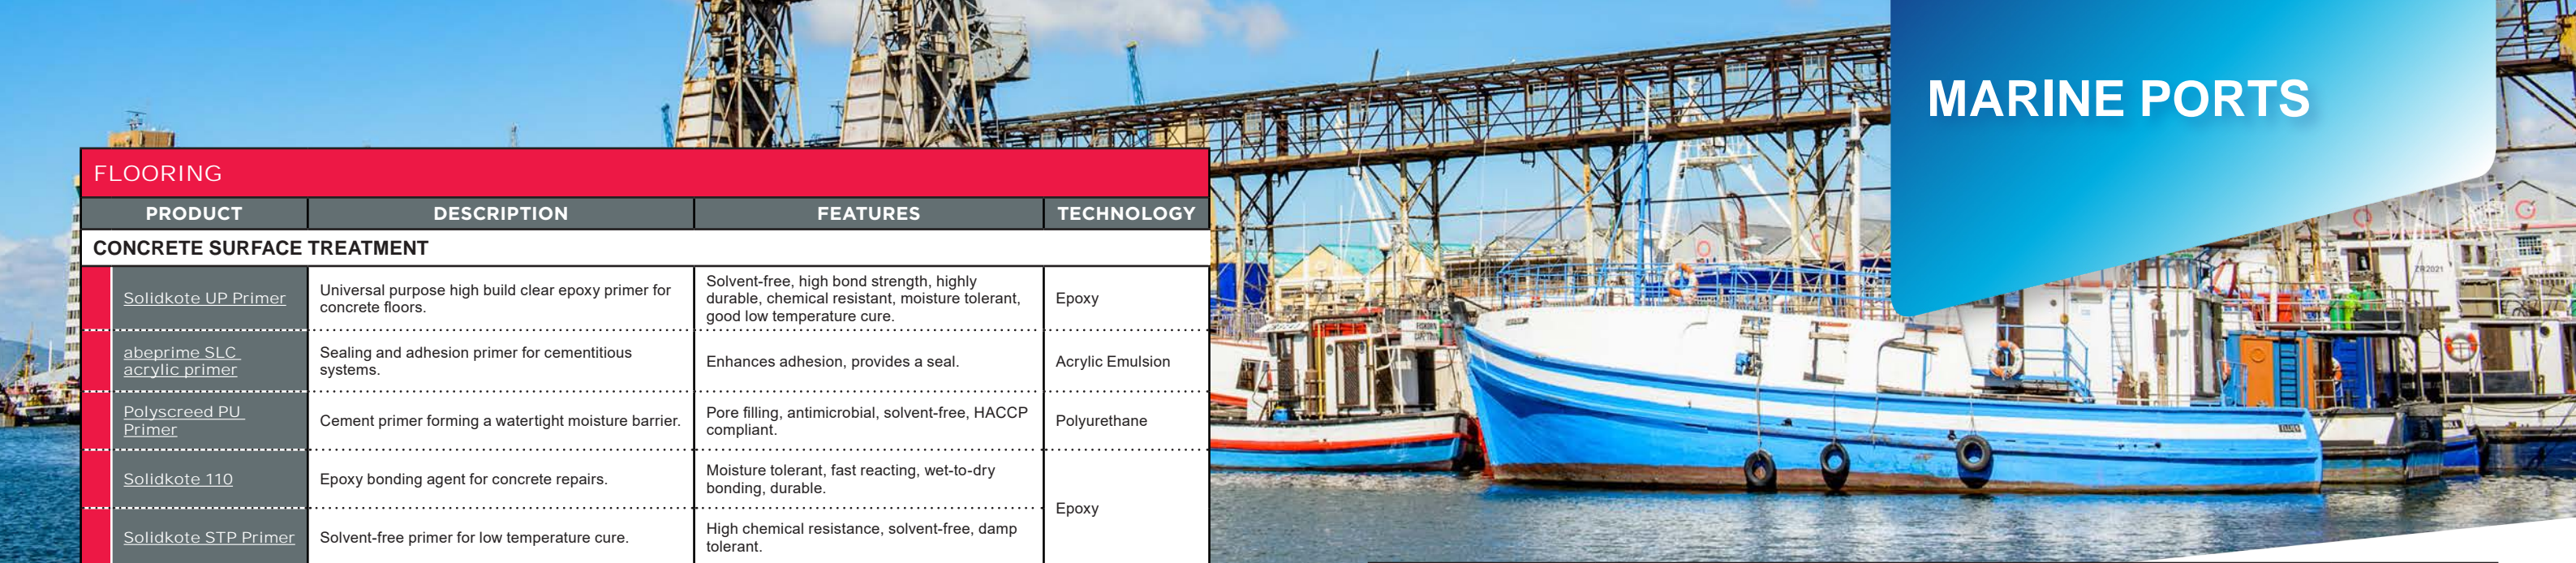 MARINE PORTS
FLOORING
PRODUCT DESCRIPTION FEATURES TECHNOLOGY
CONCRETE SURFACE TREATMENT
Solidkote UP Primer
Universal purpose high build clear epoxy primer for
concrete floors.
Solvent-free, high bond strength, highly
durable, chemical resistant, moisture tolerant,
good low temperature cure.
Epoxy
abeprime SLC
acrylic primer
Sealing and adhesion primer for cementitious
systems.
Enhances adhesion, provides a seal.
Acrylic Emulsion
Polyscreed PU
Primer
Cement primer forming a watertight moisture barrier.
Pore filling, antimicrobial, solvent-free, HACCP
compliant.
Polyurethane
Solidkote 110
Epoxy bonding agent for concrete repairs.
Moisture tolerant, fast reacting, wet-to-dry
bonding, durable.
Epoxy
Solidkote STP Primer
Solvent-free primer for low temperature cure.
High chemical resistance, solvent-free, damp
tolerant.
ZR2021